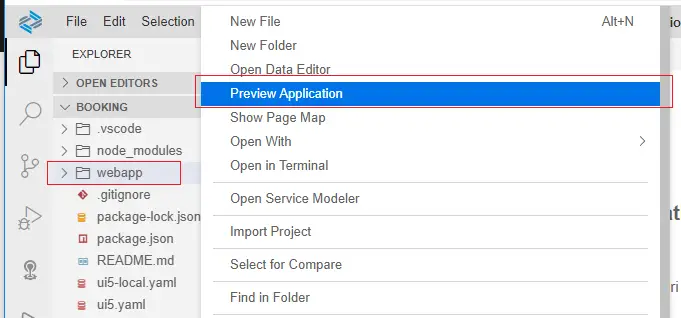 File Edit Selection
EXPLORER
OPEN EDITORS
BOOKING
.vscode
node_modules
webapp
.gitignore
package-lock.json
package.json
README.md
ui5-local.yaml
ui5.yaml
New File Alt+N
New Folder
Open Data Editor
Preview Application
Show Page Map
Open With
Open in Terminal
Open Service Modeler
Import Project
Select for Compare
Find in Folder